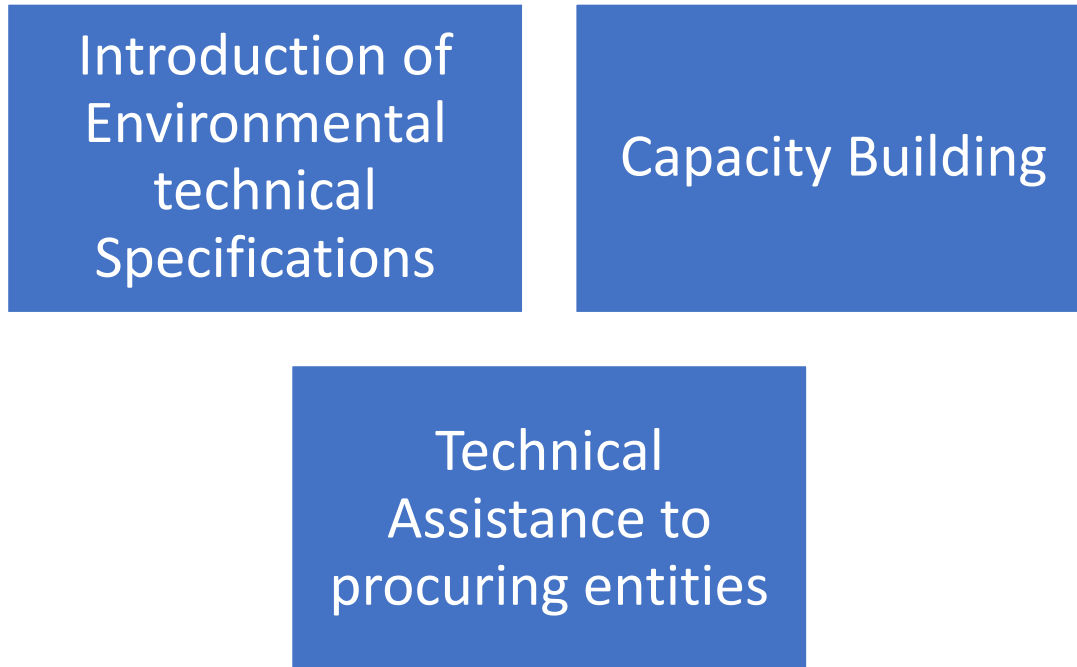 Introduction of
Environmental
technical
Specifications
Capacity Building
Technical
Assistance to
procuring entities